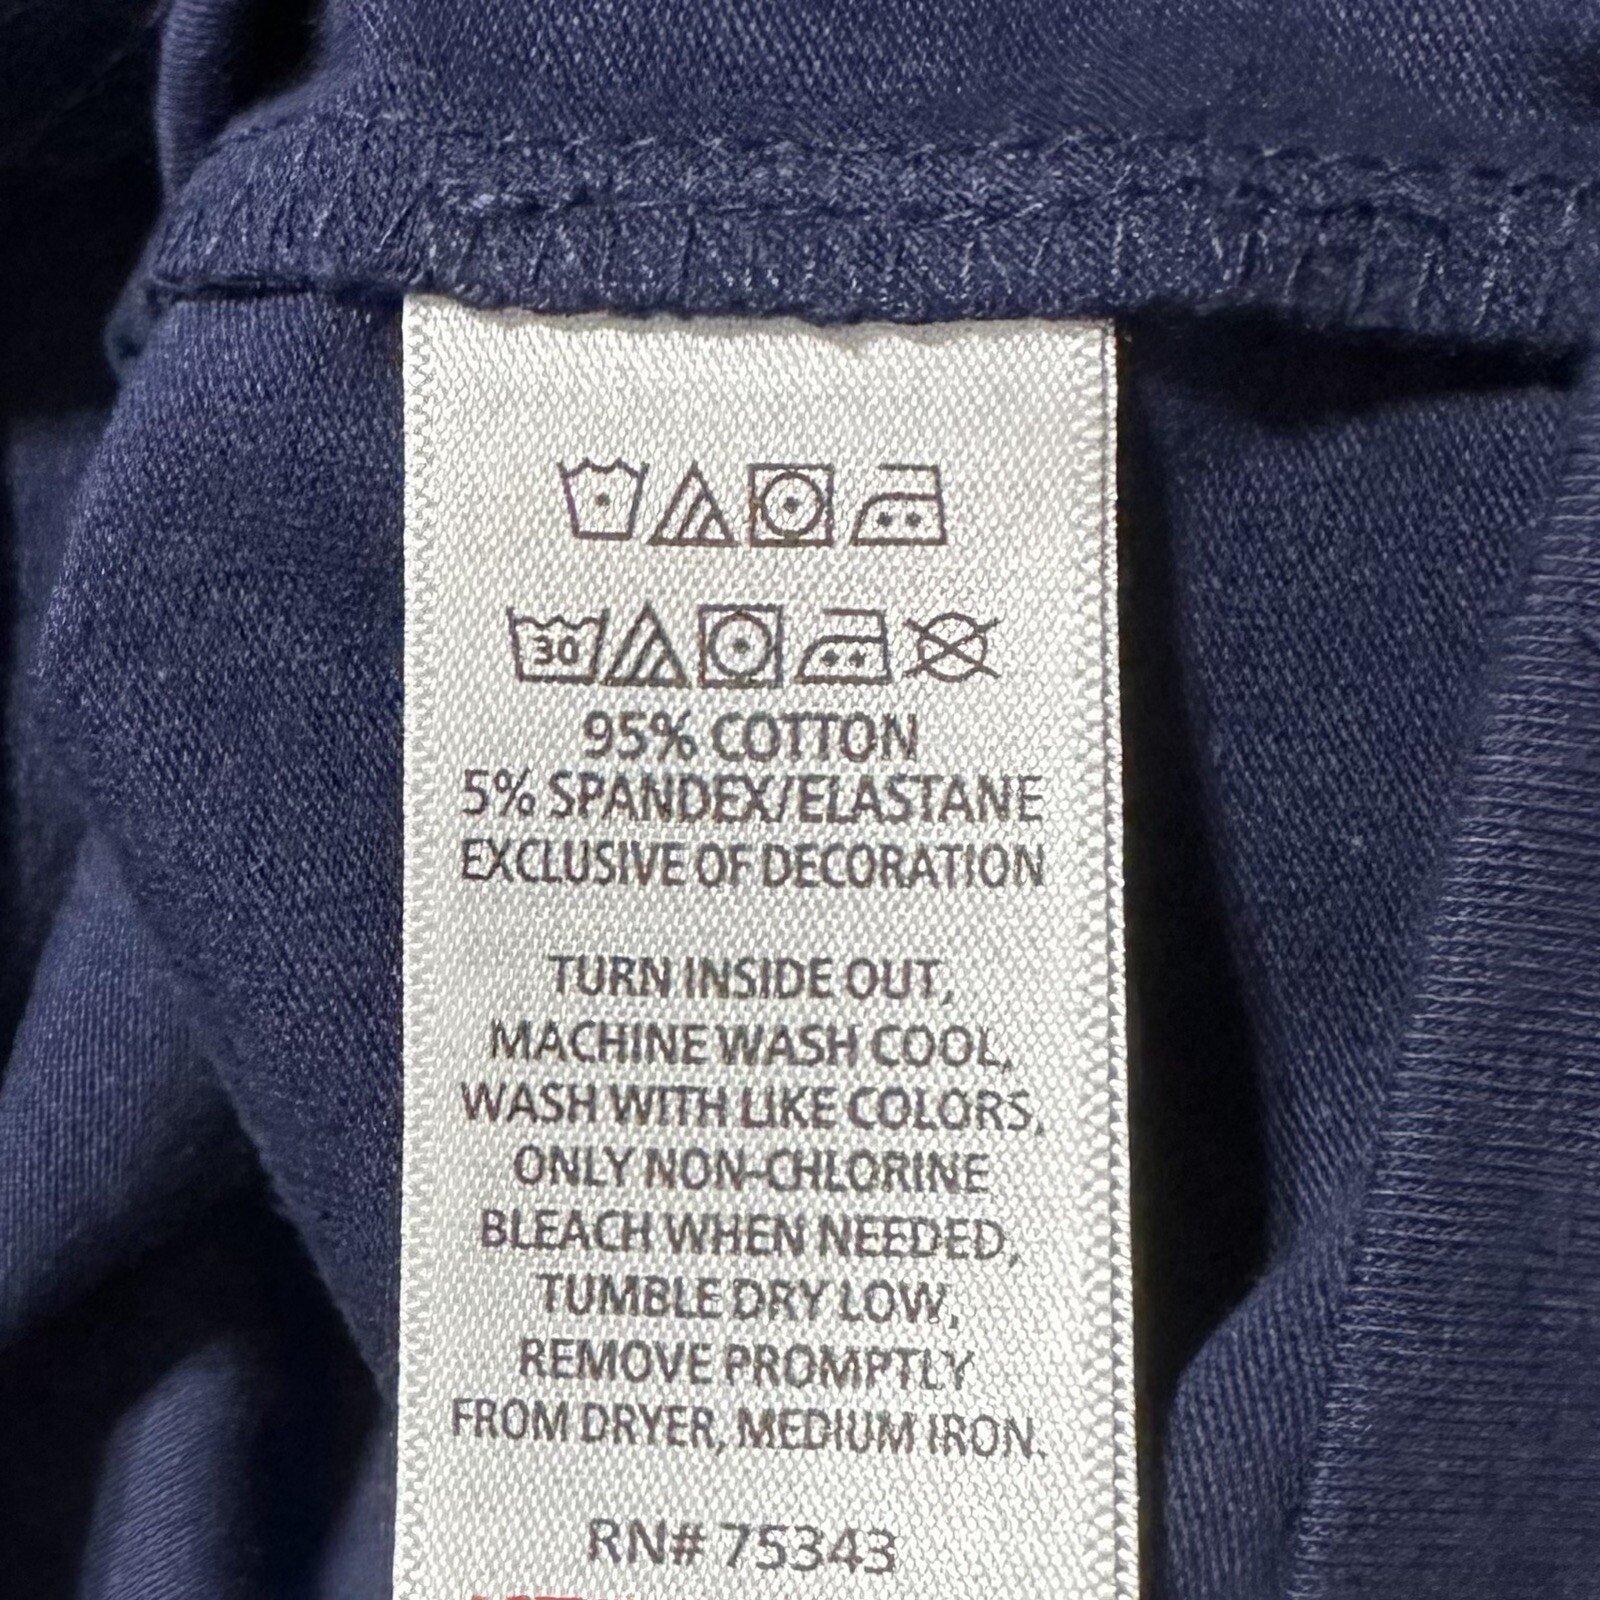 30
95% COTTON
5% SPANDEX/ELASTANE
EXCLUSIVE OF DECORATION
TURN INSIDE OUT,
MACHINE WASH COOL,
WASH WITH LIKE COLORS,
ONLY NON-CHLORINE
BLEACH WHEN NEEDED,
TUMBLE DRY LOW,
REMOVE PROMPTLY
FROM DRYER, MEDIUM IRON.
RN# 75343